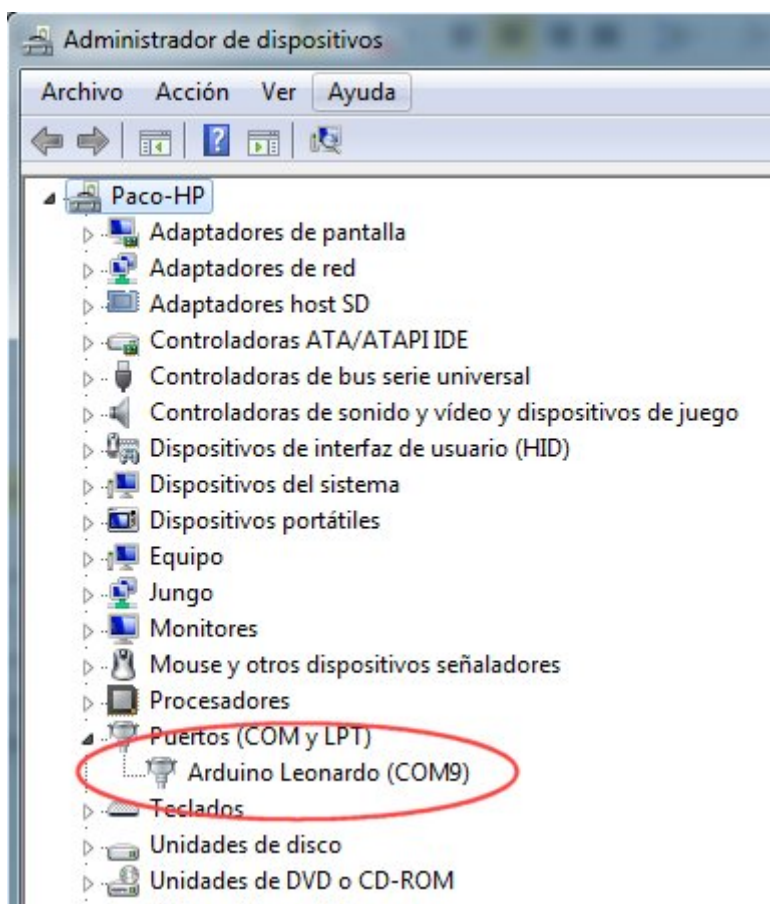 Administrador de dispositivos
Archivo Acción Ver Ayuda
Paco-HP
Adaptadores de pantalla
Adaptadores de red
Adaptadores host SD
Controladoras ATA/ATAPI IDE
Controladoras de bus serie universal
Controladoras de sonido y vídeo y dispositivos de juego
Dispositivos de interfaz de usuario (HID)
Dispositivos del sistema
Dispositivos portátiles
Equipo
Jungo
Monitores
Mouse y otros dispositivos señaladores
Procesadores
Puertos (COM y LPT)
Arduino Leonardo (COM9)
Teclados
Unidades de disco
Unidades de DVD o CD-ROM